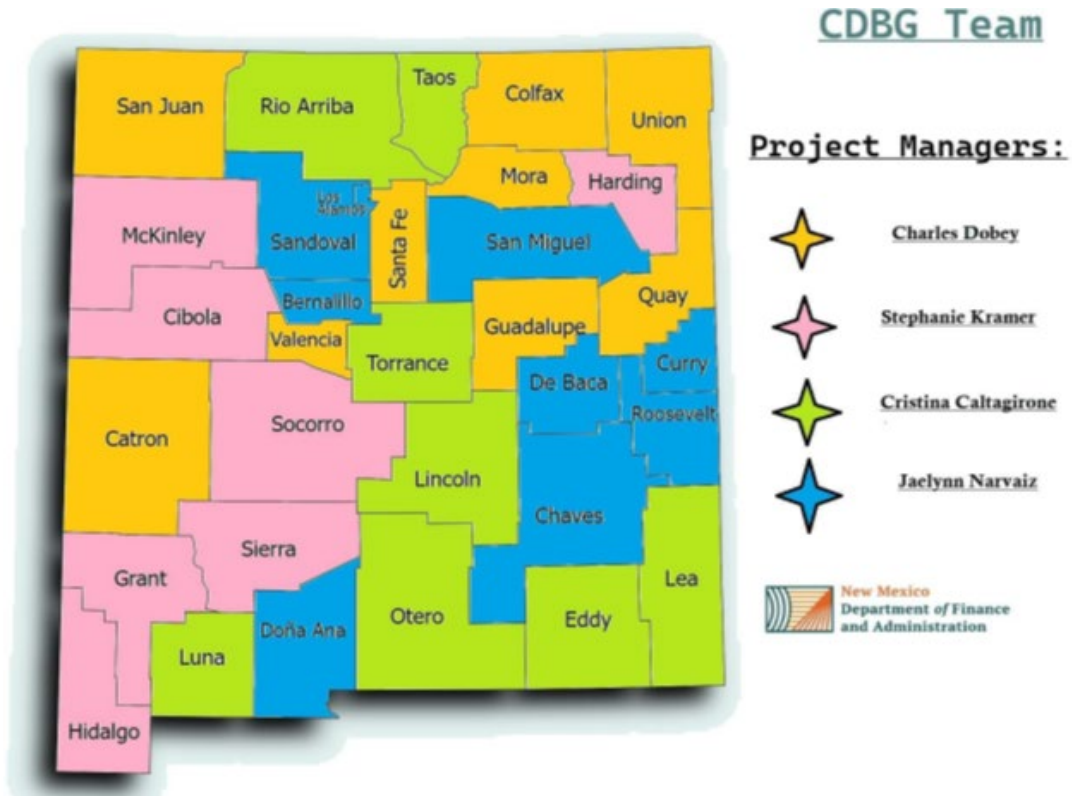 CDBG Team
Project Managers:
Charles Dobey
Stephanie Kramer
Cristina Caltagirone
Jaelynn Narvaiz
New Mexico
Department of Finance
and Administration
San Juan
Rio Arriba
Taos
Colfax
Union
Mora
Harding
McKinley
Los
Alamos
Sandoval
Santa Fe
San Miguel
Cibola
Bernalillo
Quay
Valencia
Torrance
Guadalupe
De Baca
Curry
Roosevelt
Catron
Socorro
Lincoln
Chaves
Sierra
Grant
Otero
Eddy
Lea
Doña Ana
Luna
Hidalgo